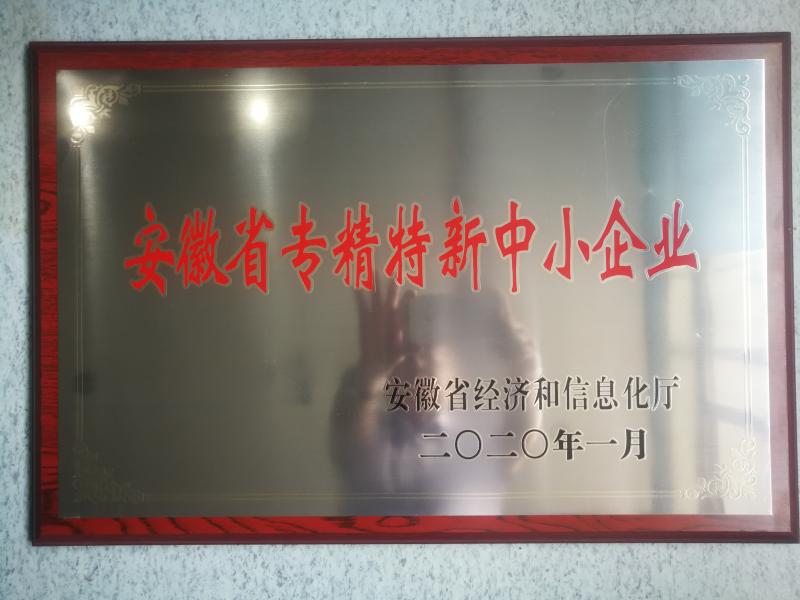 安徽省专精特新中小企业
安徽省经济和信息化厅
二〇二〇年一月